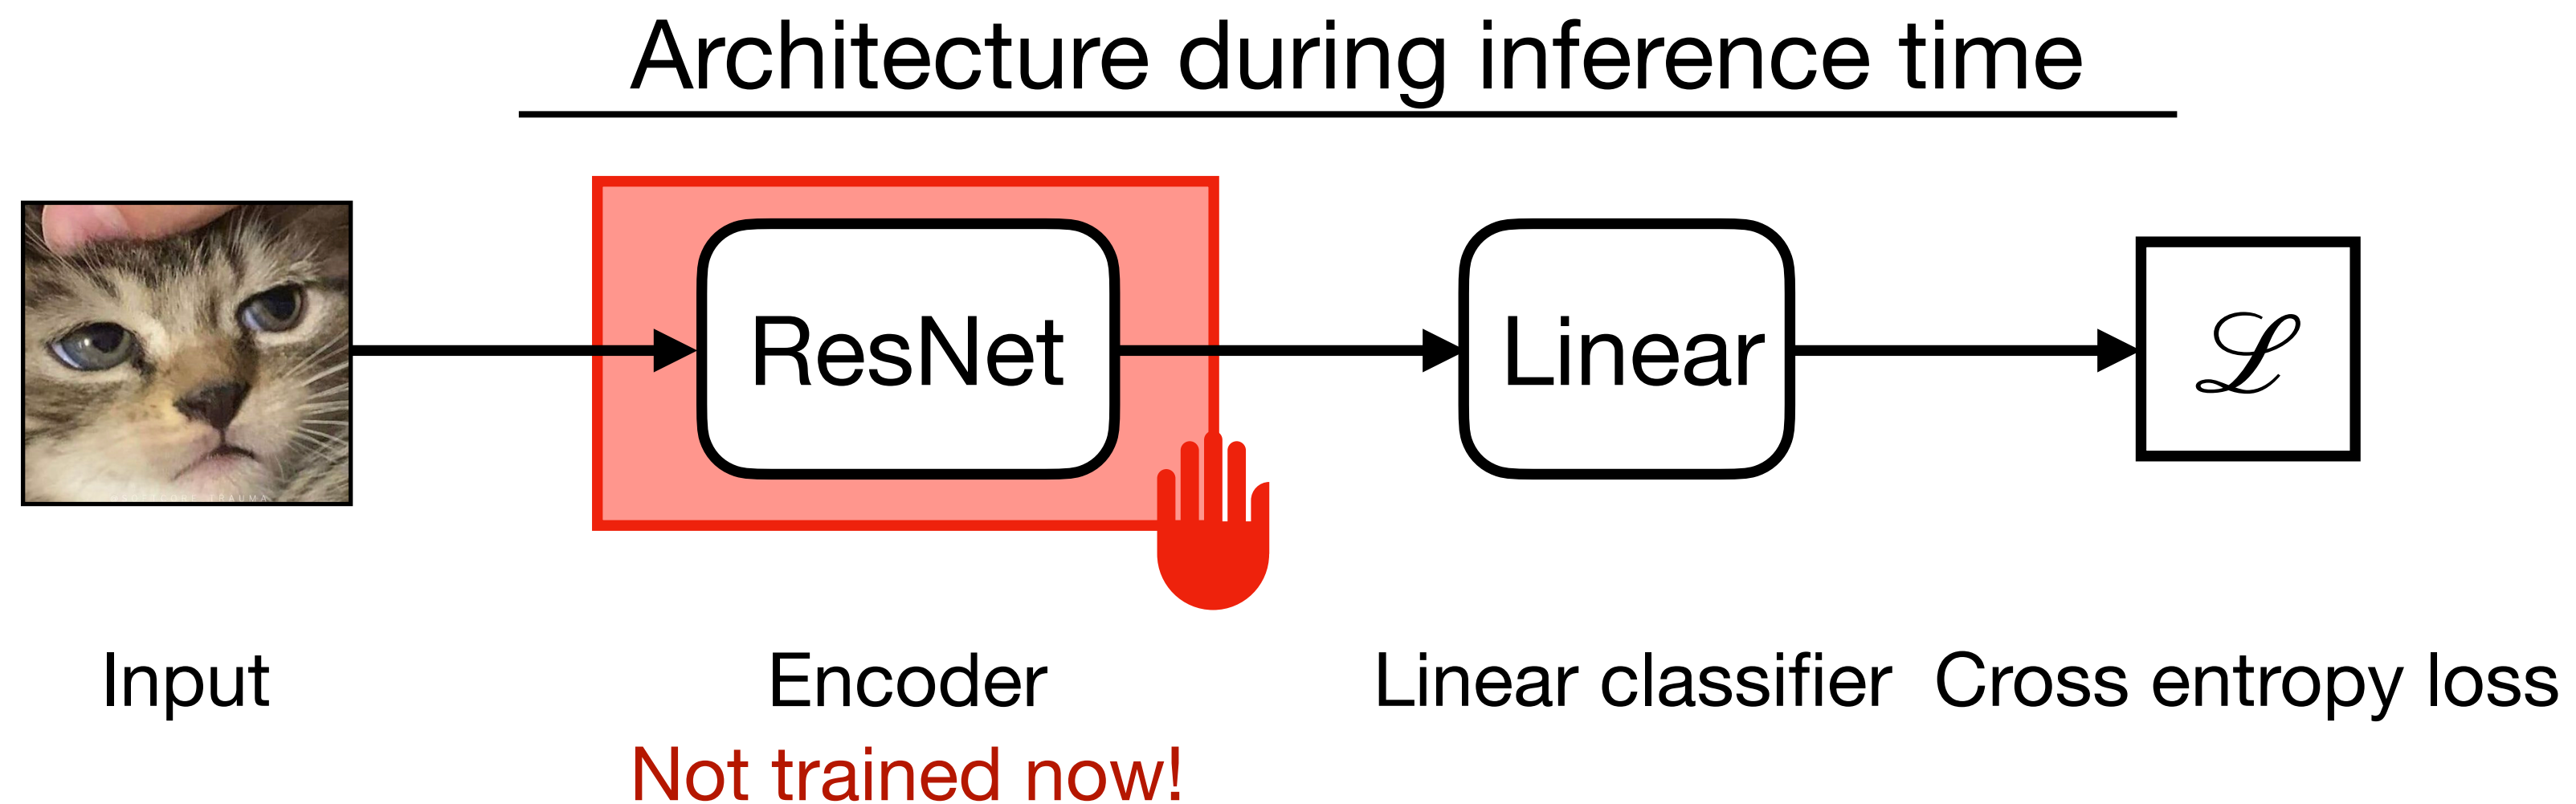 Architecture during inference time
ResNet
Linear
ℒ
Input
Encoder
Linear classifier
Cross entropy loss
Not trained now!